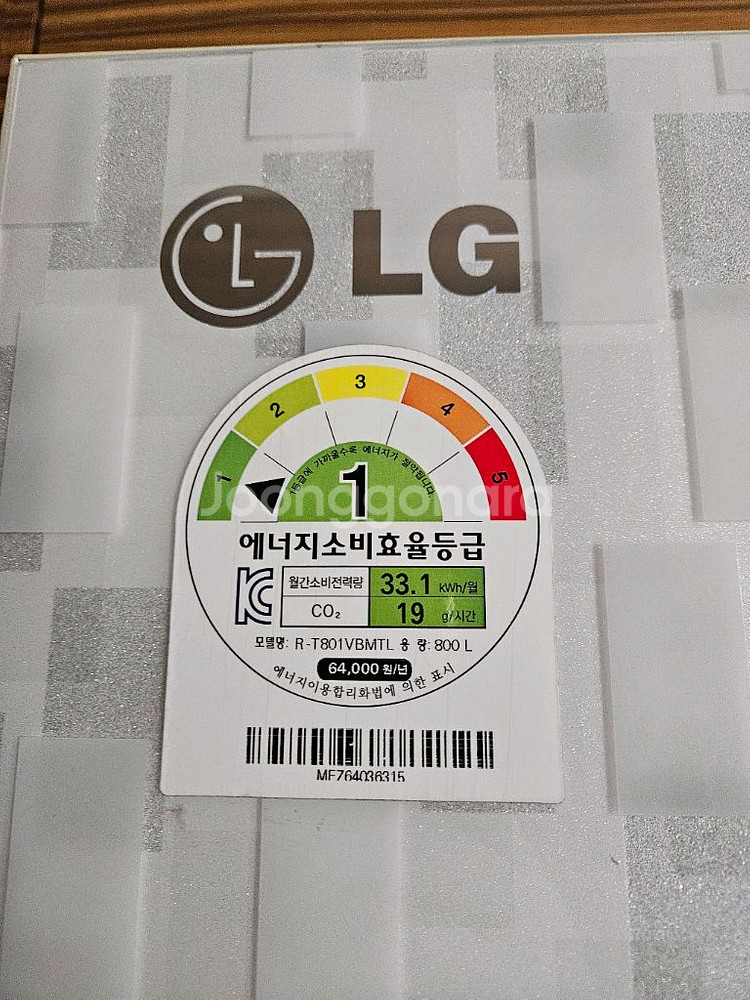 LG
1 2 3 4 5
1등급에 가까울수록 에너지가 절약됩니다.
1
Joonggonara
에너지소비효율등급
월간소비전력량 33.1 kWh/월
CO₂ 19 g/시간
모델명: R-T801VBMTL 용 량: 800 L
64,000 원/년
에너지이용합리화법에 의한 표시
MEZ64036315